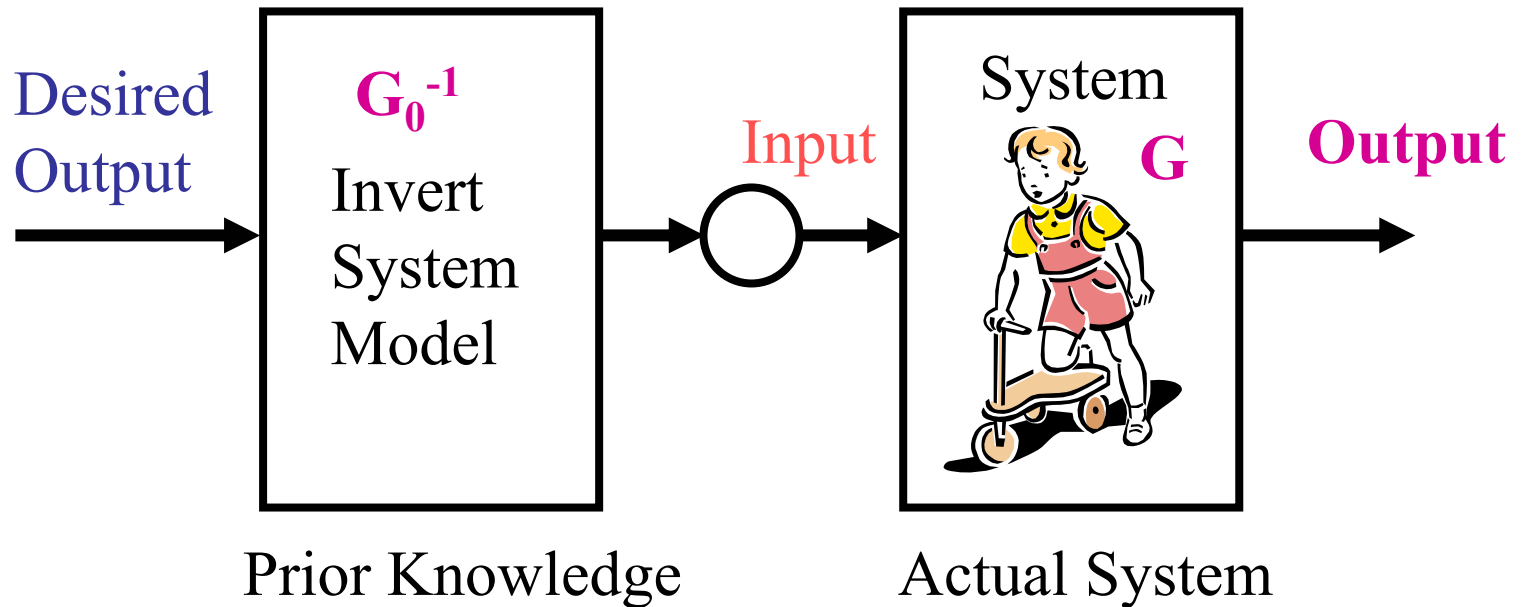 Desired
Output
G₀⁻¹
Invert
System
Model
Input
System
G
Output
Prior Knowledge
Actual System